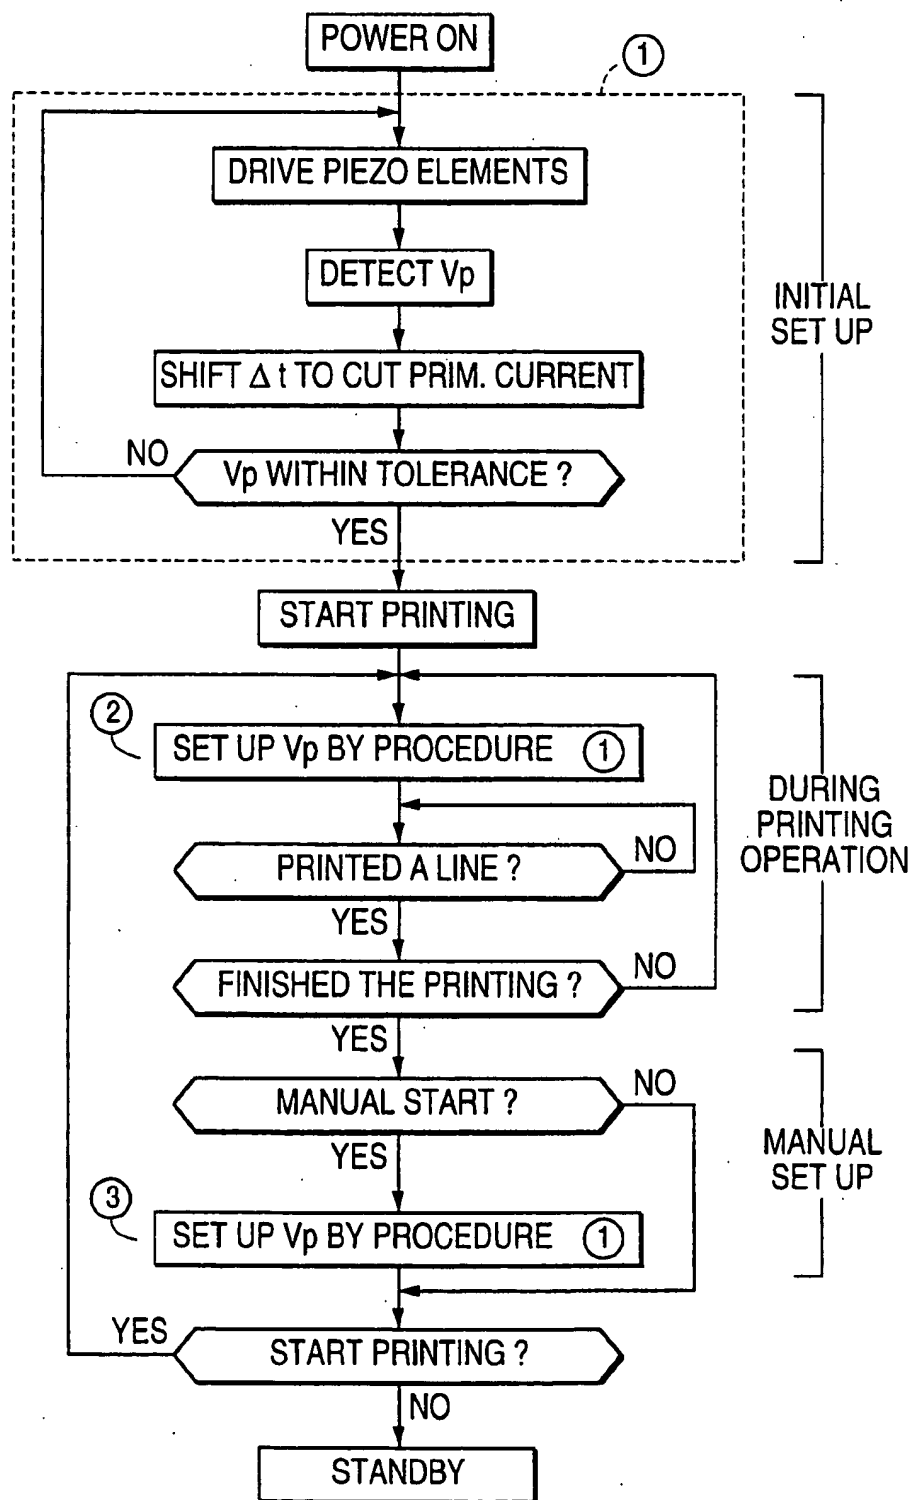 POWER ON
①
DRIVE PIEZO ELEMENTS
DETECT Vp
INITIAL
SET UP
SHIFT Δ t TO CUT PRIM. CURRENT
NO
Vp WITHIN TOLERANCE ?
YES
START PRINTING
②
SET UP Vp BY PROCEDURE ①
DURING
PRINTING
OPERATION
PRINTED A LINE ?
NO
YES
FINISHED THE PRINTING ?
NO
YES
MANUAL START ?
NO
MANUAL
SET UP
YES
③
SET UP Vp BY PROCEDURE ①
YES
START PRINTING ?
NO
STANDBY